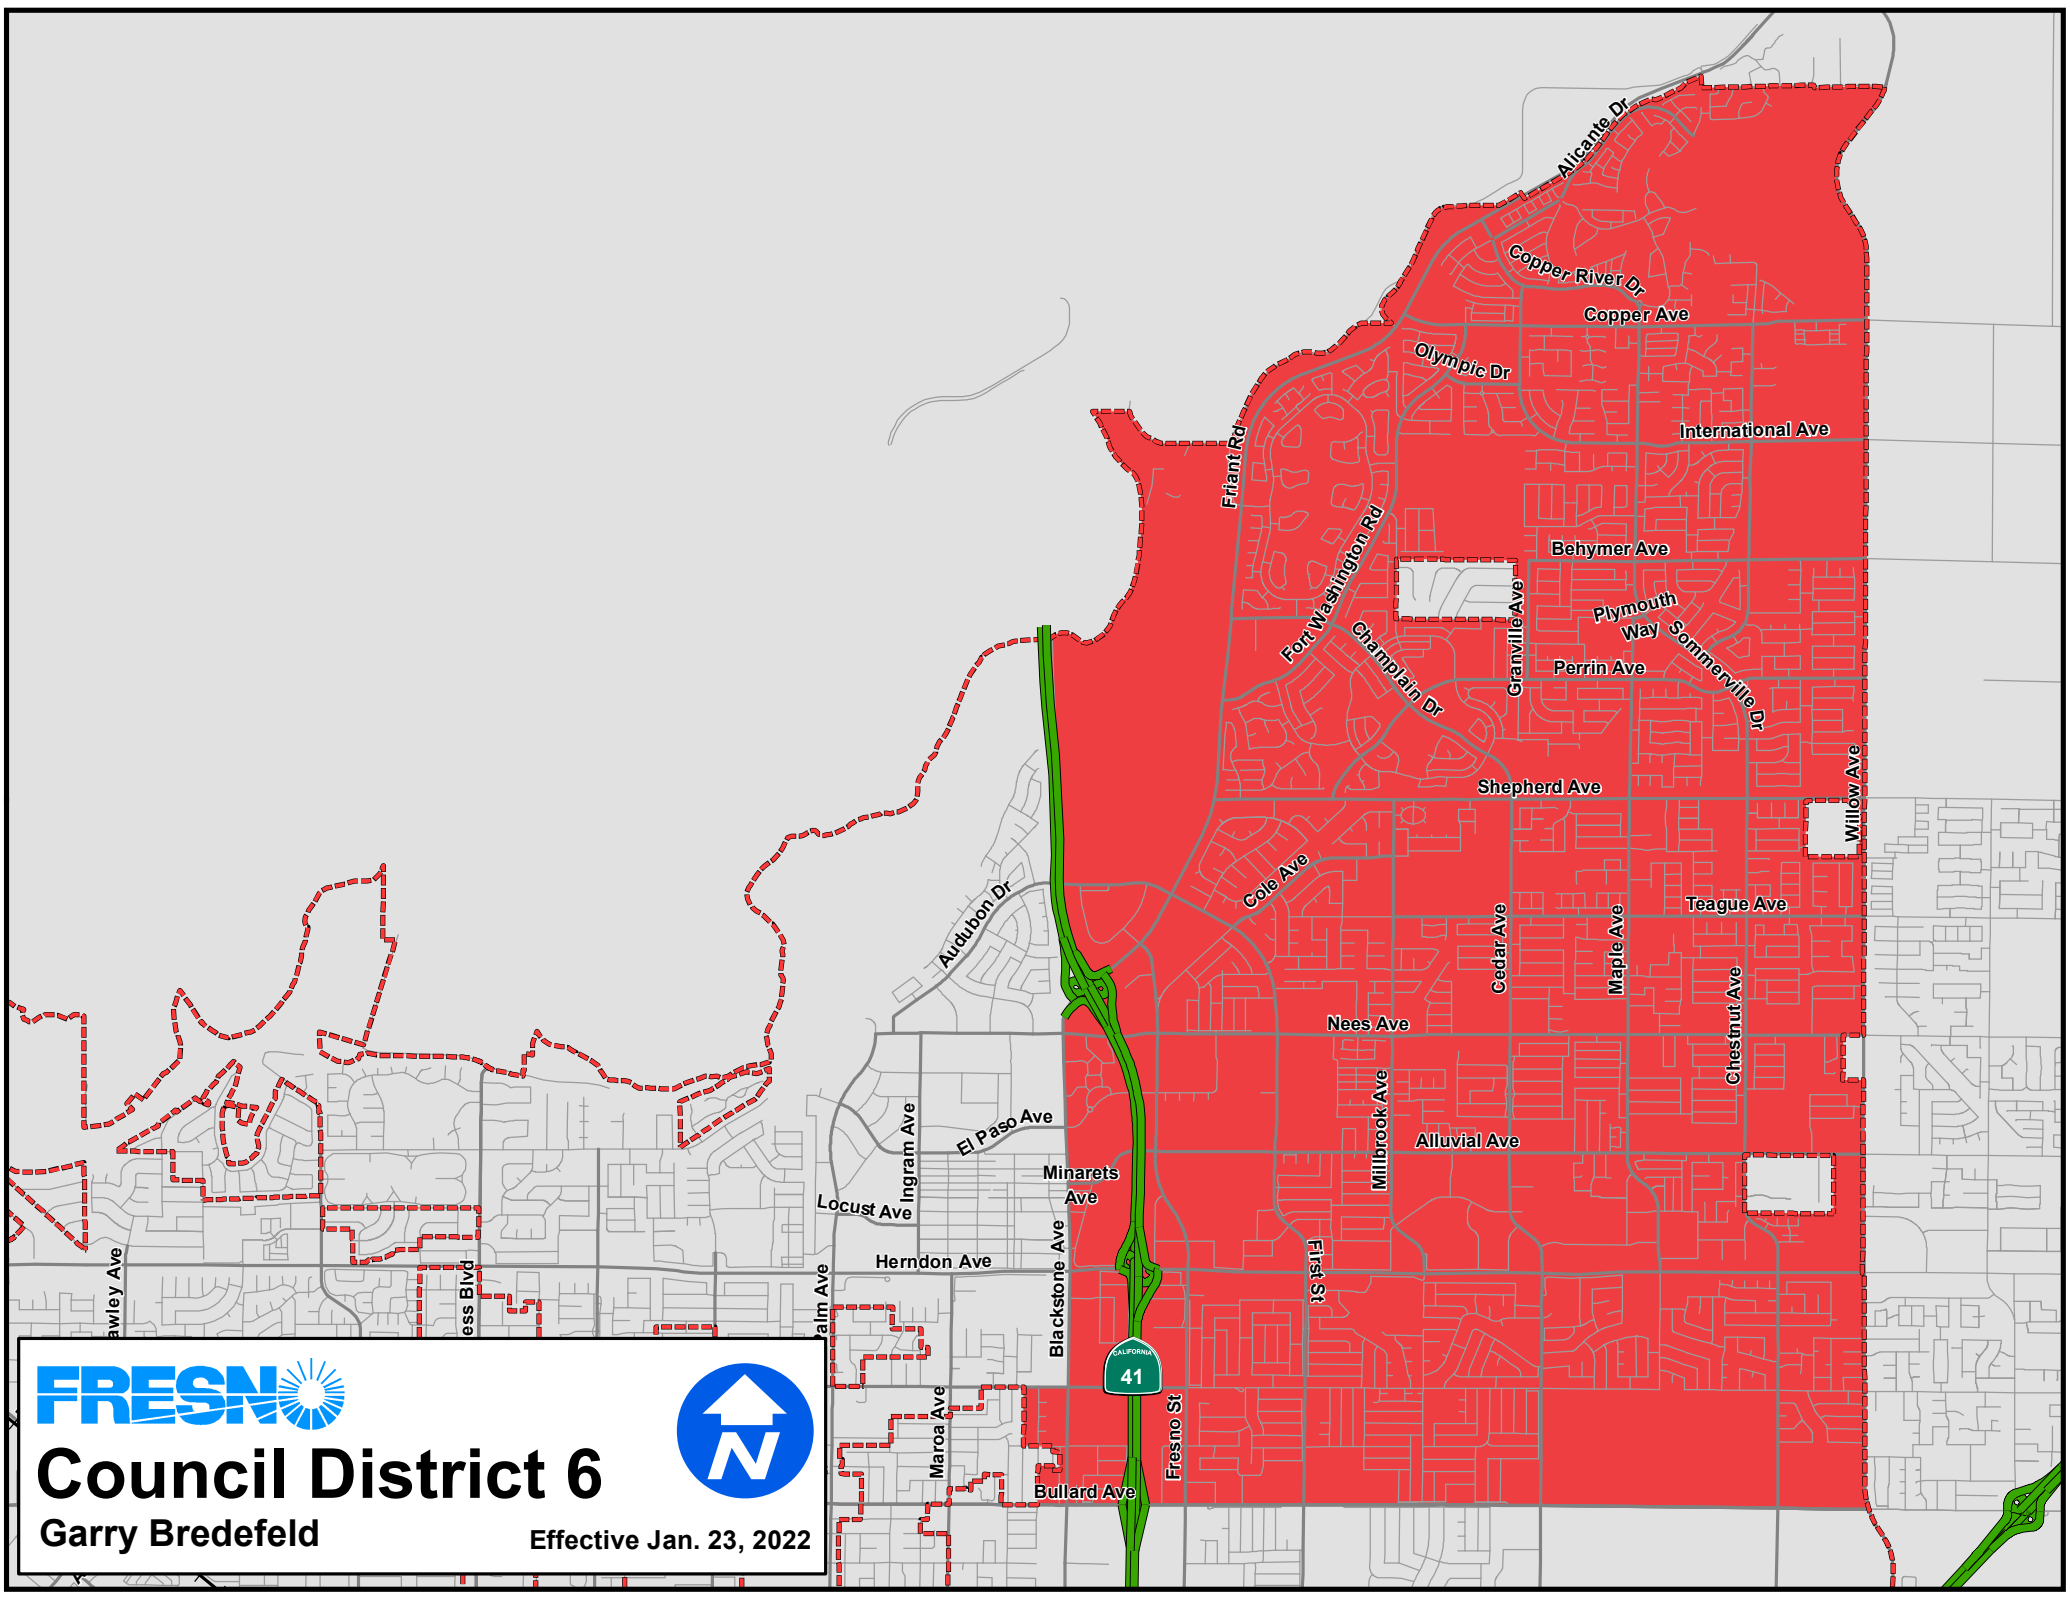 Alicante Dr
Copper River Dr
Copper Ave
Olympic Dr
International Ave
Friant Rd
Fort Washington Rd
Behymer Ave
Granville Ave
Plymouth
Way
Sommerville Dr
Champlain Dr
Perrin Ave
Shepherd Ave
Willow Ave
Cole Ave
Audubon Dr
Teague Ave
Cedar Ave
Maple Ave
Chestnut Ave
Nees Ave
Millbrook Ave
Ingram Ave
El Paso Ave
Alluvial Ave
Minarets
Ave
Locust Ave
Herndon Ave
Blackstone Ave
First St
awley Ave
ess Blvd
Palm Ave
CALIFORNIA
41
Maroa Ave
Fresno St
Bullard Ave
FRESNO
N
Council District 6
Garry Bredefeld
Effective Jan. 23, 2022